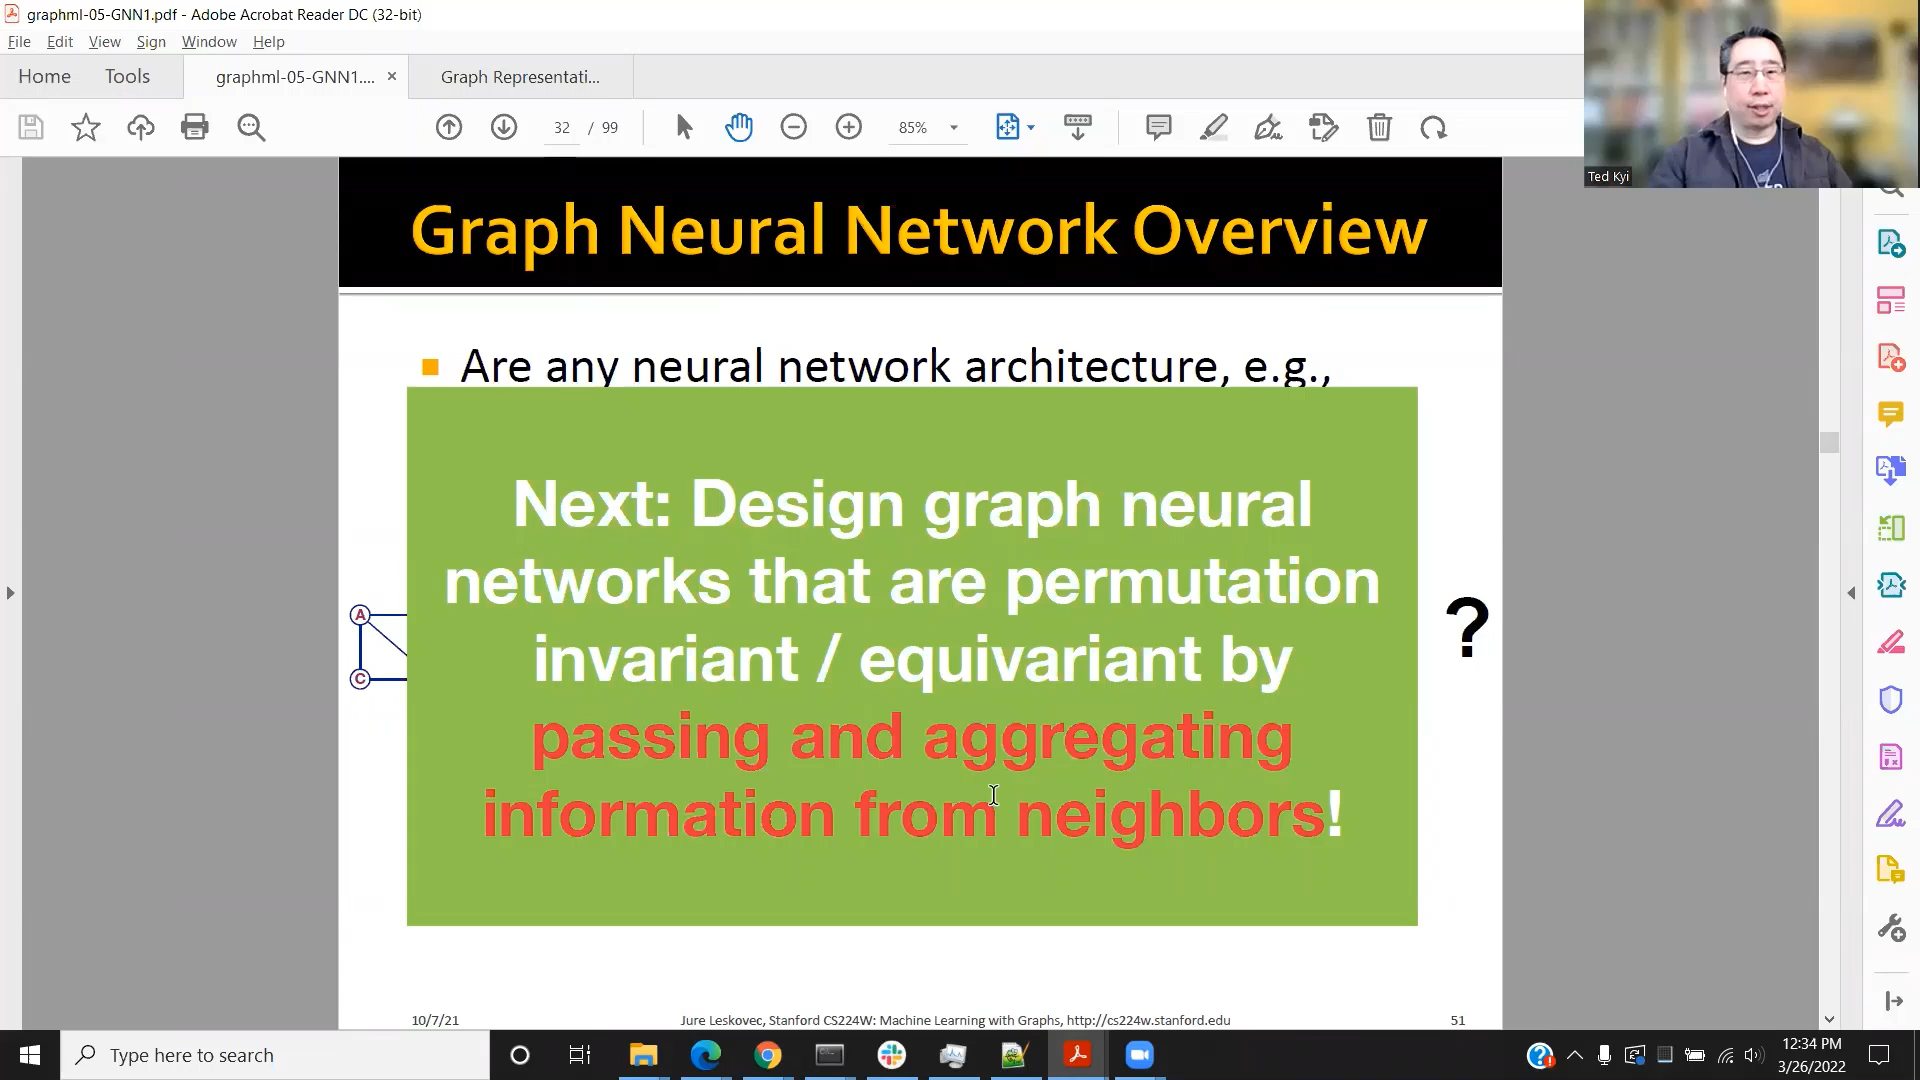 graphml-05-GNN1.pdf - Adobe Acrobat Reader DC (32-bit)
File Edit View Sign Window Help
Home Tools graphml-05-GNN1.... × Graph Representati...
32 / 99 85%
Ted Kyi
Graph Neural Network Overview
Are any neural network architecture, e.g.,
Next: Design graph neural
networks that are permutation
invariant / equivariant by
passing and aggregating
information from neighbors!
A
C
?
10/7/21 Jure Leskovec, Stanford CS224W: Machine Learning with Graphs, http://cs224w.stanford.edu 51
Type here to search
12:34 PM
3/26/2022